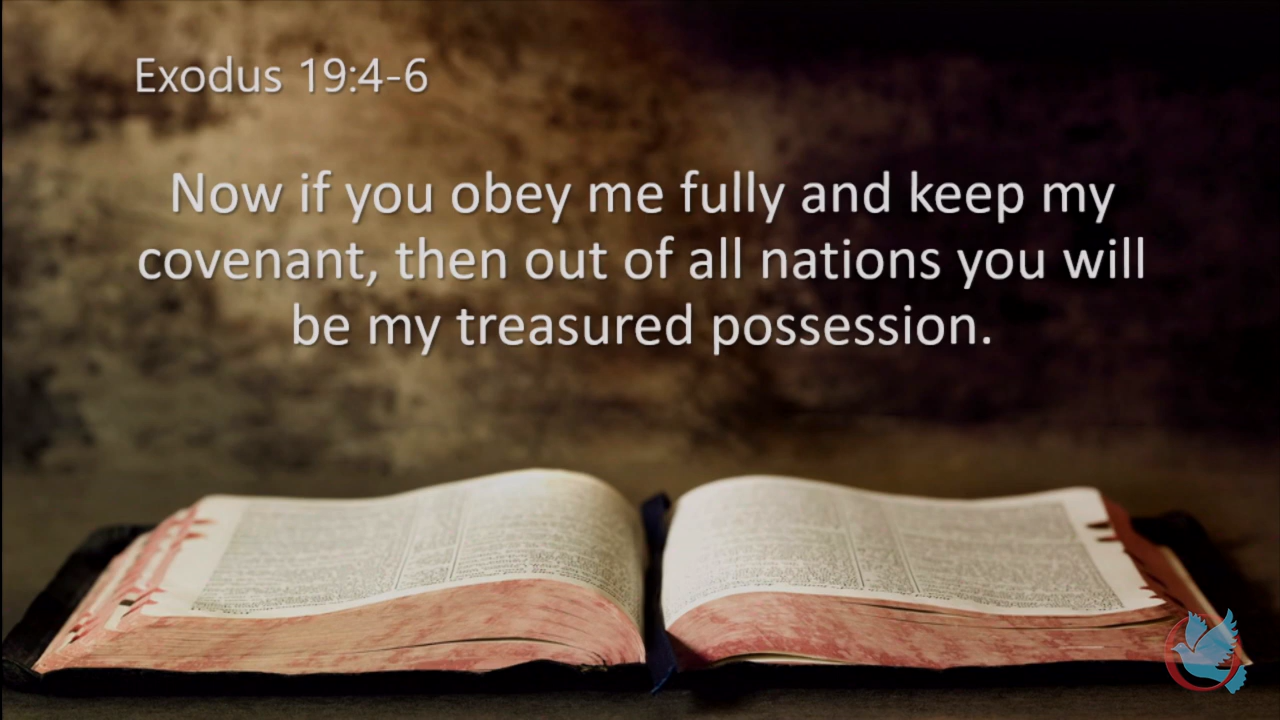 Exodus 19:4-6
Now if you obey me fully and keep my
covenant, then out of all nations you will
be my treasured possession.